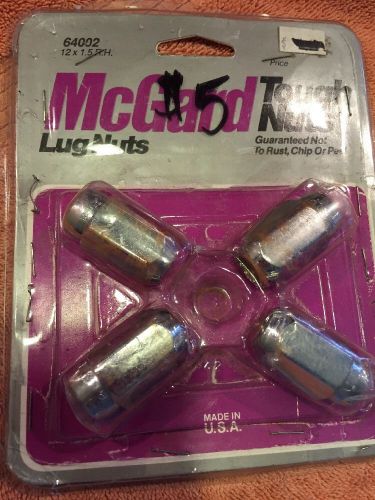 64002
12 x 1.5 R.H.
Price
McGard
#5
Tough
Nuts
Lug Nuts
Guaranteed Not
To Rust, Chip Or Peel
MADE IN
U.S.A.